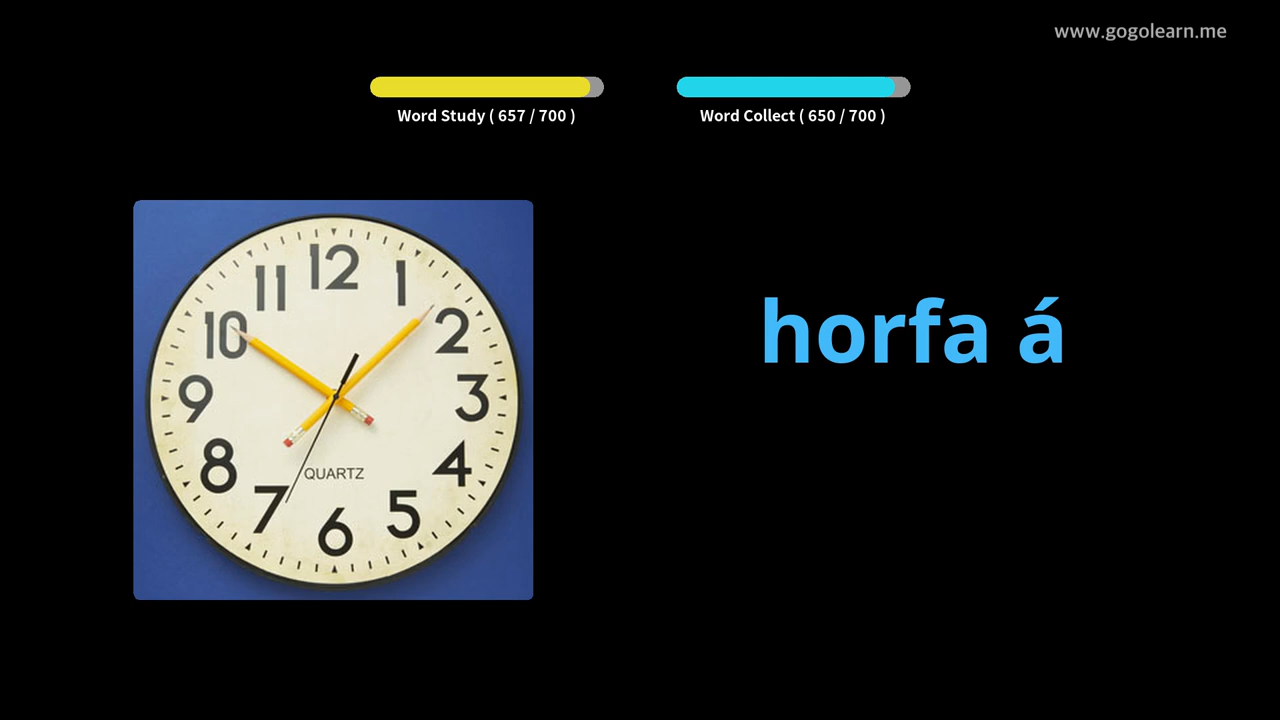 www.gogolearn.me
Word Study ( 657 / 700 )
Word Collect ( 650 / 700 )
12
11
1
10
2
9
3
8
4
7
5
6
QUARTZ
horfa á